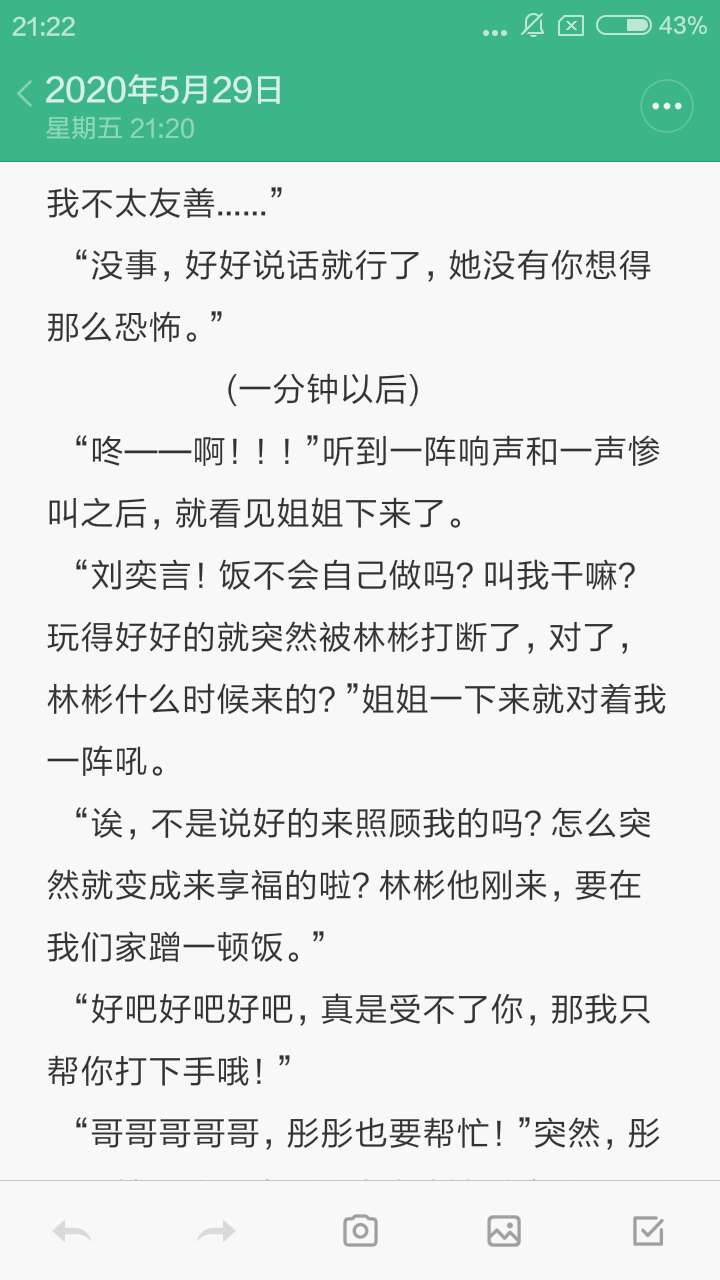 21:22
43%
2020年5月29日
星期五 21:20
我不太友善......”
“没事，好好说话就行了，她没有你想得
那么恐怖。”
(一分钟以后)
“咚——啊！！！”听到一阵响声和一声惨
叫之后，就看见姐姐下来了。
“刘奕言！饭不会自己做吗？叫我干嘛？
玩得好好的就突然被林彬打断了，对了，
林彬什么时候来的？”姐姐一下来就对着我
一阵吼。
“诶，不是说好的来照顾我的吗？怎么突
然就变成来享福的啦？林彬他刚来，要在
我们家蹭一顿饭。”
“好吧好吧好吧，真是受不了你，那我只
帮你打下手哦！”
“哥哥哥哥哥，彤彤也要帮忙！”突然，彤